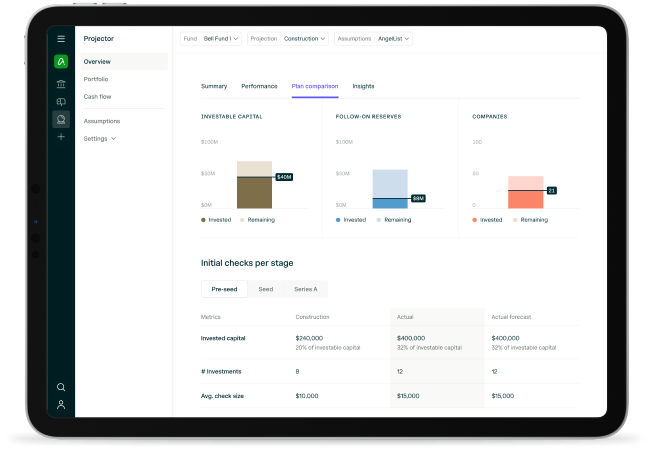 Projector
Fund Bell Fund I Projection Construction Assumptions AngelList
Overview
Portfolio
Cash flow
Assumptions
Settings
Summary Performance Plan comparison Insights
INVESTABLE CAPITAL FOLLOW-ON RESERVES COMPANIES
$100M $100M 100
$50M $50M 50
$40M $8M 21
$0M $0M 0
Invested Remaining Invested Remaining Invested Remaining
Initial checks per stage
Pre-seed Seed Series A
Metrics Construction Actual Actual forecast
Invested capital $240,000 $400,000 $400,000
20% of investable capital 32% of investable capital 32% of investable capital
# Investments 8 12 12
Avg. check size $10,000 $15,000 $15,000